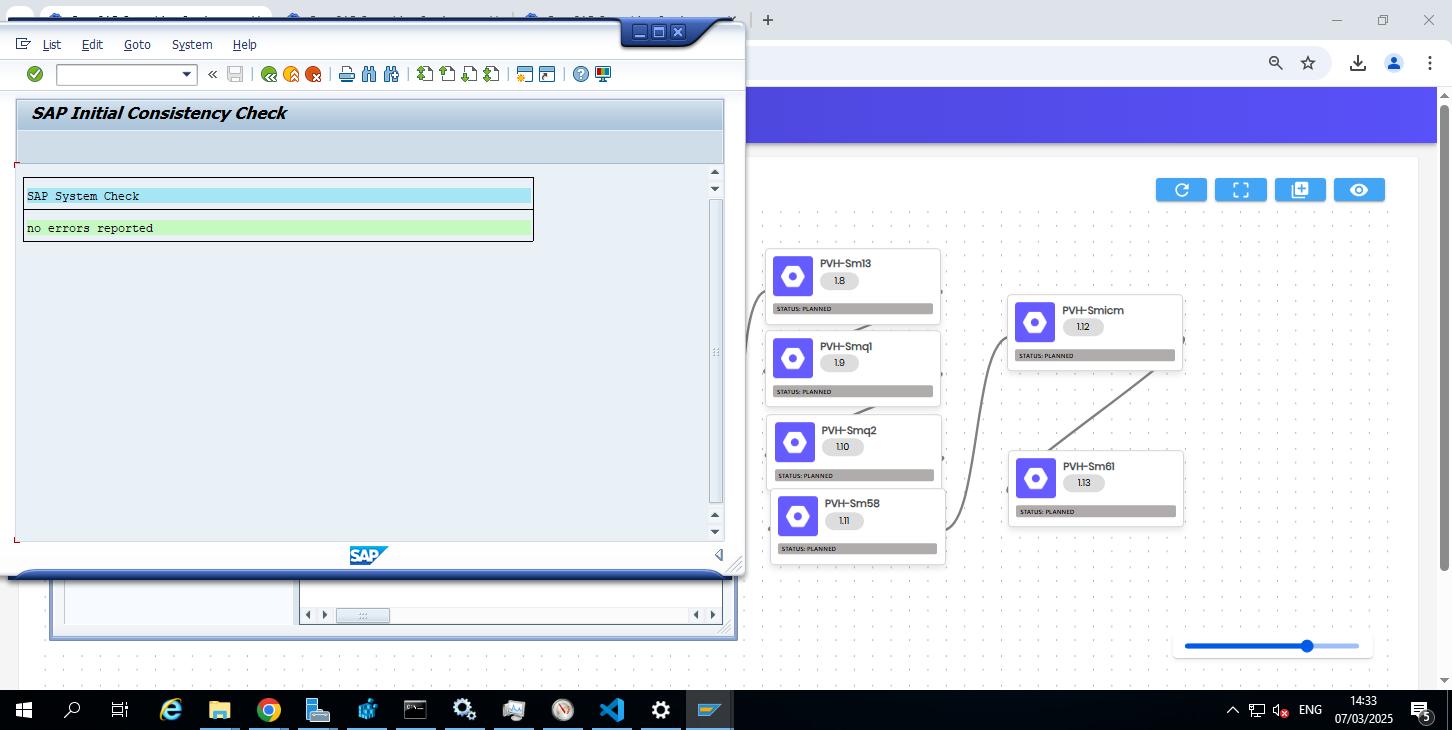 List Edit Goto System Help
SAP Initial Consistency Check
SAP System Check
no errors reported
SAP
PVH-Sm13
1.8
STATUS: PLANNED
PVH-Smq1
1.9
STATUS: PLANNED
PVH-Smq2
1.10
STATUS: PLANNED
PVH-Sm58
1.11
STATUS: PLANNED
PVH-Smicm
1.12
STATUS: PLANNED
PVH-Sm61
1.13
STATUS: PLANNED
ENG
14:33
07/03/2025
5